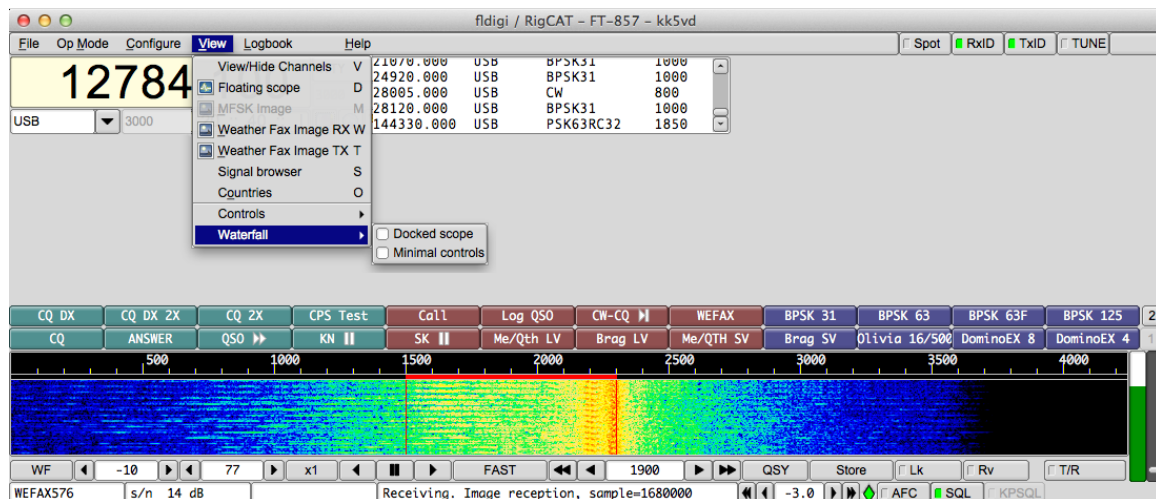 fldigi / RigCAT - FT-857 - kk5vd
File Op Mode Configure View Logbook Help Spot RxID TxID TUNE
12784
View/Hide Channels V
Floating scope D
MFSK Image M
Weather Fax Image RX W
Weather Fax Image TX T
Signal browser S
Countries O
Controls
Waterfall
Docked scope
Minimal controls
21070.000 USB BPSK31 1000
24920.000 USB BPSK31 1000
28005.000 USB CW 800
28120.000 USB BPSK31 1000
144330.000 USB PSK63RC32 1850
USB 3000
CQ DX CQ DX 2X CQ 2X CPS Test Call Log QSO CW-CQ WEFAX BPSK 31 BPSK 63 BPSK 63F BPSK 125 2
CQ ANSWER QSO KN SK Me/Qth LV Brag LV Me/QTH SV Brag SV Olivia 16/500 DominoEX 8 DominoEX 4 1
500 1000 1500 2000 2500 3000 3500 4000
WF -10 77 x1 FAST 1900 QSY Store Lk Rv T/R
WEFAX576 s/n 14 dB Receiving. Image reception, sample=1680000 -3.0 AFC SQL KPSQL